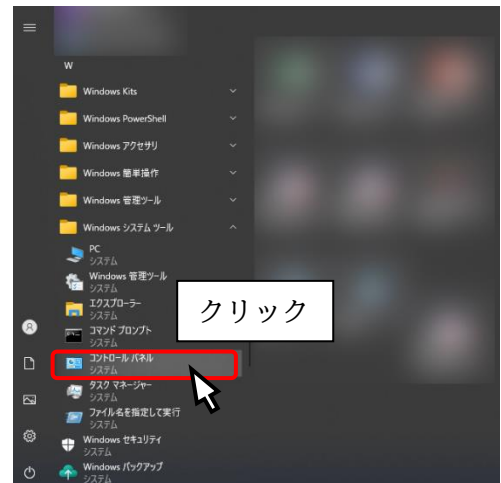 W
Windows Kits
Windows PowerShell
Windows アクセサリ
Windows 簡単操作
Windows 管理ツール
Windows システム ツール
PC
システム
Windows 管理ツール
システム
エクスプローラー
システム
クリック
コマンド プロンプト
システム
コントロール パネル
システム
タスク マネージャー
システム
ファイル名を指定して実行
システム
Windows セキュリティ
システム
Windows バックアップ
システム